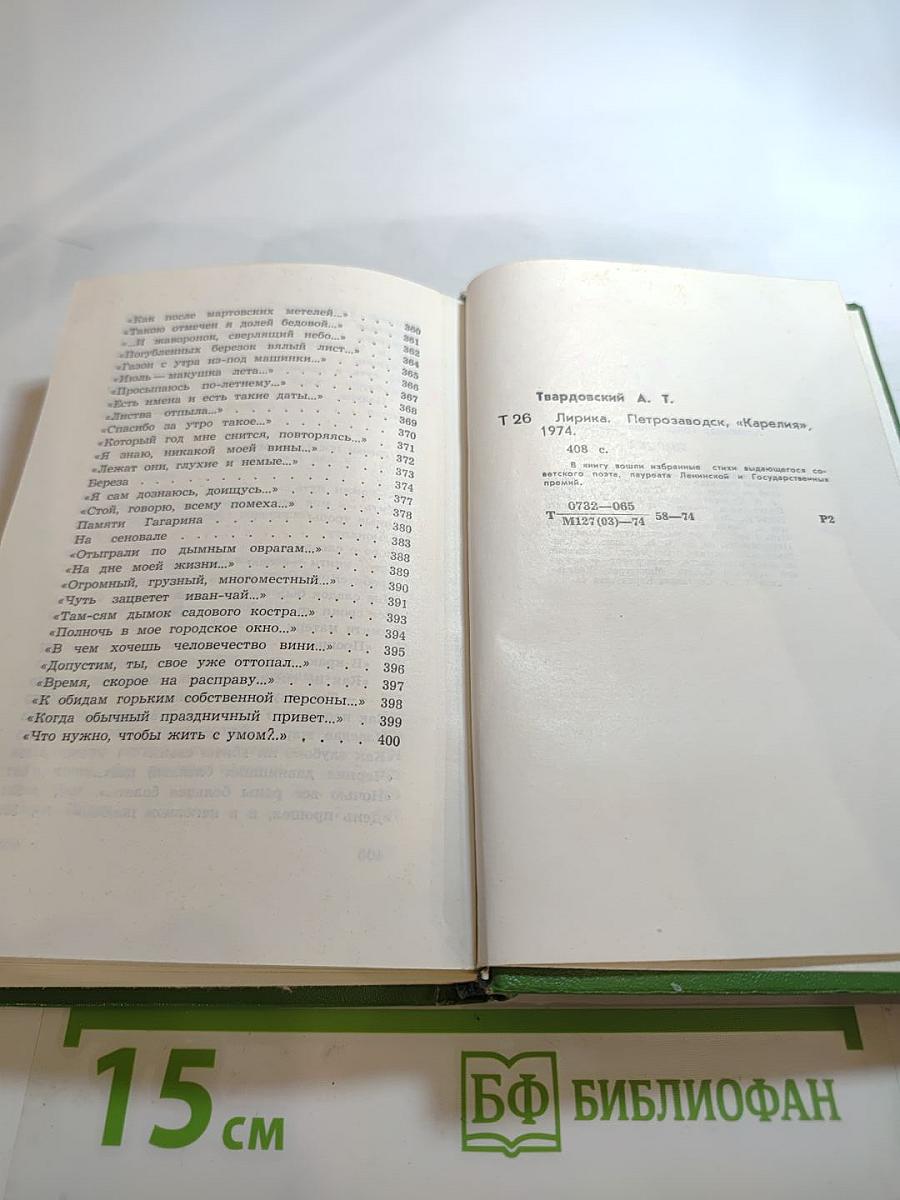 «Как после мартовских метелей...» . . . 360
«Такою отмечен я долей бедовой...» . . 361
«...И жаворонок, сверлящий небо...» . . 362
«Погубленных березок вялый лист...» . . 364
«Газон с утра из-под машинки...» . . . 365
«Июль — макушка лета...» . . . . . 366
«Просыпаюсь по-летнему...» . . . . . 367
«Есть имена и есть такие даты...» . . . 368
«Листва отпыла...» . . . . . . . 369
«Спасибо за утро такое...» . . . . . 370
«Который год мне снится, повторяясь...» . 371
«Я знаю, никакой моей вины...» . . . . 372
«Лежат они, глухие и немые...» . . . . 373
Береза . . . . . . . . . . 374
«Я сам дознаюсь, доищусь...» . . . . . 377
«Стой, говорю, всему помеха...» . . . . 378
Памяти Гагарина . . . . . . . . 380
На сеновале . . . . . . . . . 383
«Отыграли по дымным оврагам...» . . . 388
«На дне моей жизни...» . . . . . . 389
«Огромный, грузный, многоместный...» . . 390
«Чуть зацветет иван-чай...» . . . . . 391
«Там-сям дымок садового костра...» . . . 393
«Полночь в мое городское окно...» . . . 394
«В чем хочешь человечество вини...» . . 395
«Допустим, ты, свое уже оттопал...» . . . 396
«Время, скорое на расправу...» . . . . . 397
«К обидам горьким собственной персоны...» 398
«Когда обычный праздничный привет...» . 399
«Что нужно, чтобы жить с умом?..» . . . . 400
Твардовский А. Т.
Т 26 Лирика. Петрозаводск, «Карелия»,
1974.
408 с.
В книгу вошли избранные стихи выдающегося со-
ветского поэта, лауреата Ленинской и Государственных
премий.
Т 0732—065
М127(03)—74 58—74 Р2
15 см
БФ БИБЛИОФАН